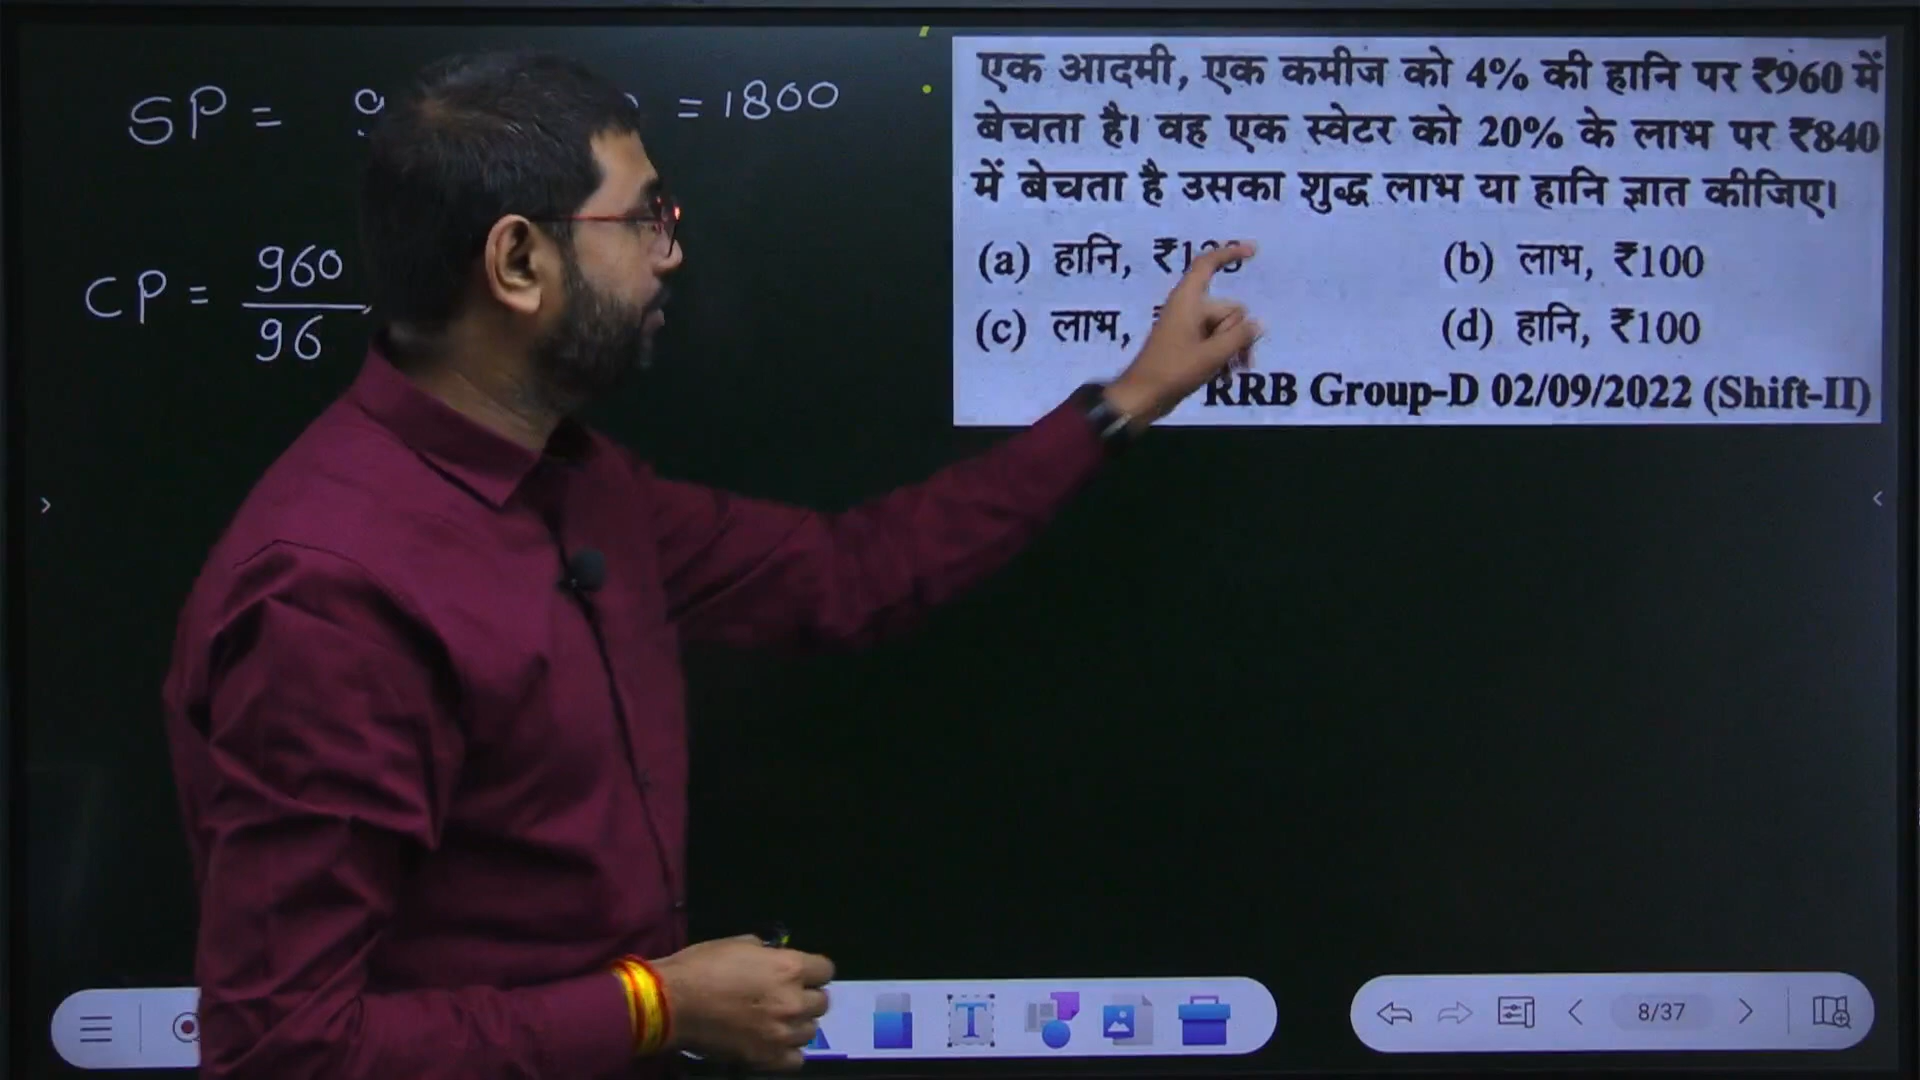 SP = 9 = 1800
CP = 960
96
एक आदमी, एक कमीज को 4% की हानि पर ₹960 में
बेचता है। वह एक स्वेटर को 20% के लाभ पर ₹840
में बेचता है उसका शुद्ध लाभ या हानि ज्ञात कीजिए।
(a) हानि, (b) लाभ, ₹100
(c) लाभ, (d) हानि, ₹100
RRB Group-D 02/09/2022 (Shift-II)
T
8/37